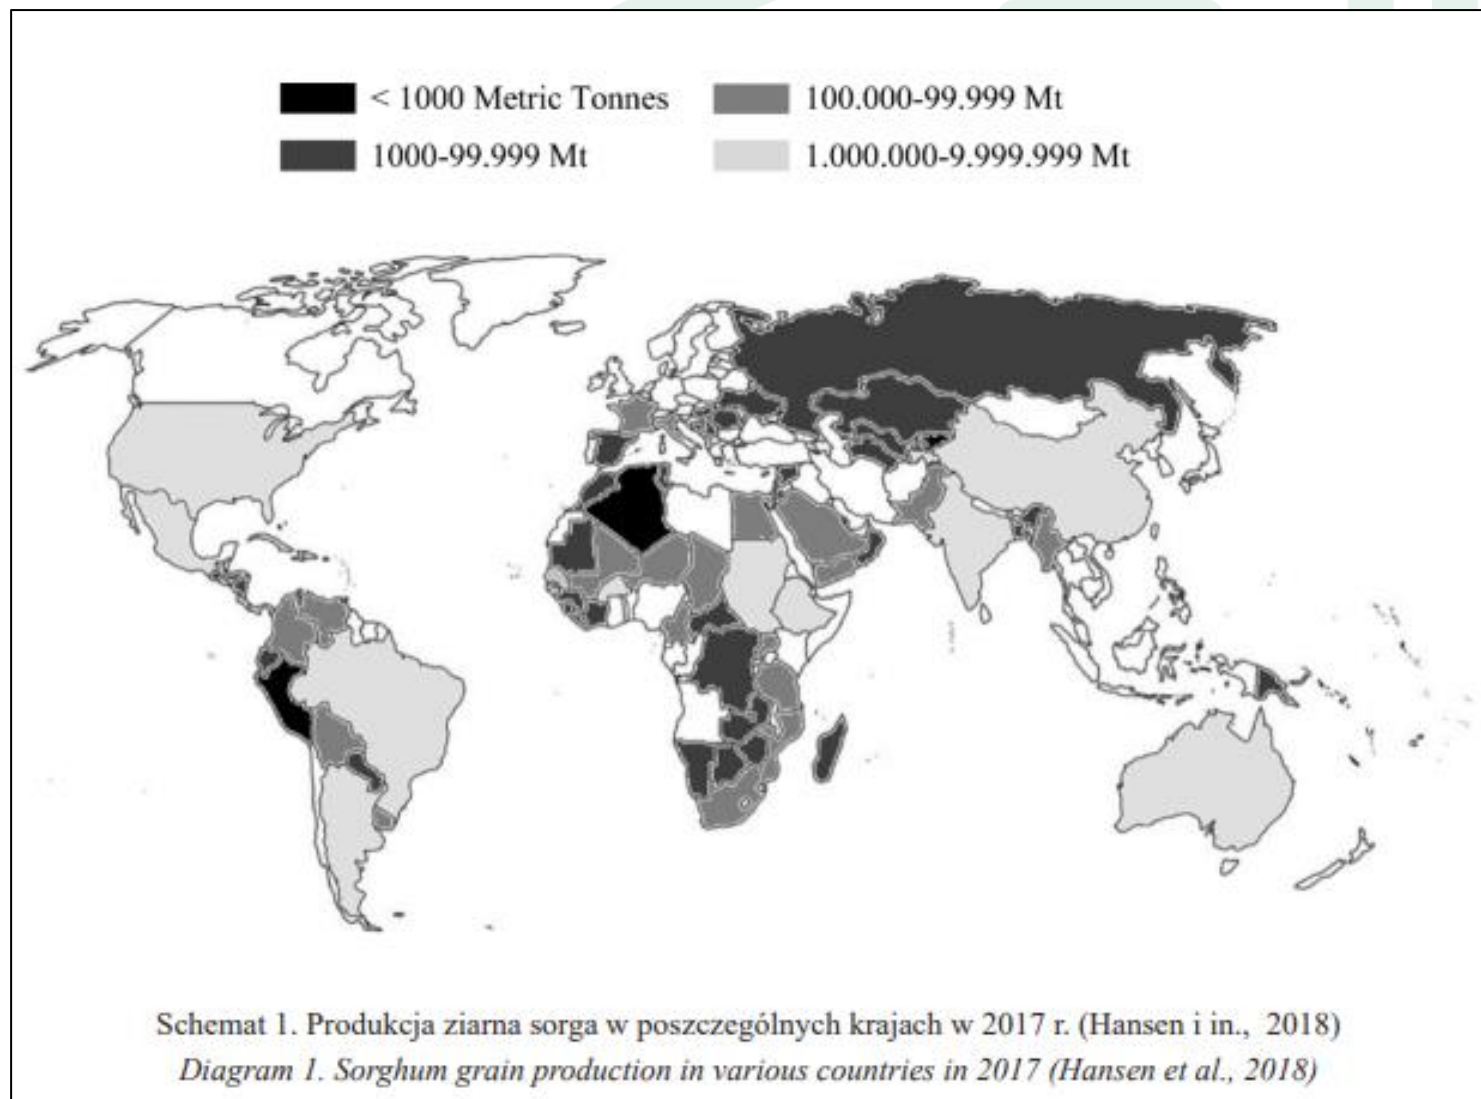 < 1000 Metric Tonnes
100.000-99.999 Mt
1000-99.999 Mt
1.000.000-9.999.999 Mt
Schemat 1. Produkcja ziarna sorga w poszczególnych krajach w 2017 r. (Hansen i in., 2018)
Diagram 1. Sorghum grain production in various countries in 2017 (Hansen et al., 2018)